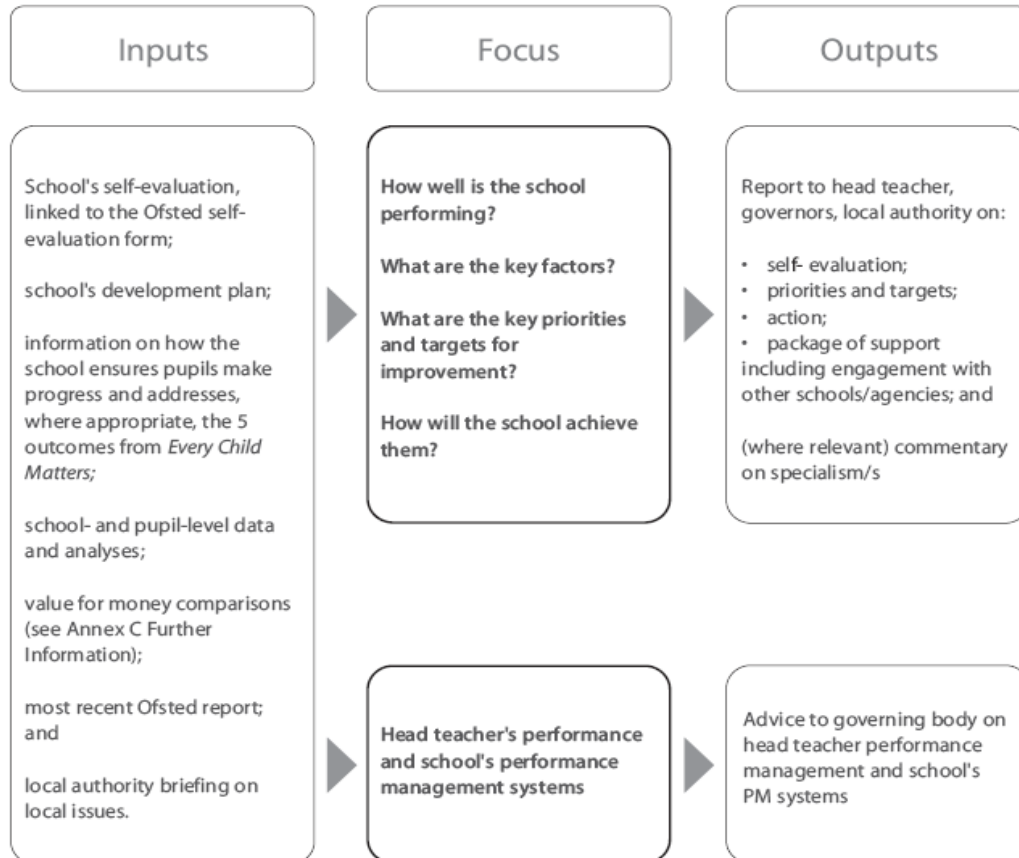 Inputs
Focus
Outputs
School's self-evaluation,
linked to the Ofsted self-
evaluation form;
school's development plan;
information on how the
school ensures pupils make
progress and addresses,
where appropriate, the 5
outcomes from Every Child
Matters;
school- and pupil-level data
and analyses;
value for money comparisons
(see Annex C Further
Information);
most recent Ofsted report;
and
local authority briefing on
local issues.
How well is the school
performing?
What are the key factors?
What are the key priorities
and targets for
improvement?
How will the school achieve
them?
Report to head teacher,
governors, local authority on:
• self- evaluation;
• priorities and targets;
• action;
• package of support
including engagement with
other schools/agencies; and
(where relevant) commentary
on specialism/s
Head teacher's performance
and school's performance
management systems
Advice to governing body on
head teacher performance
management and school's
PM systems